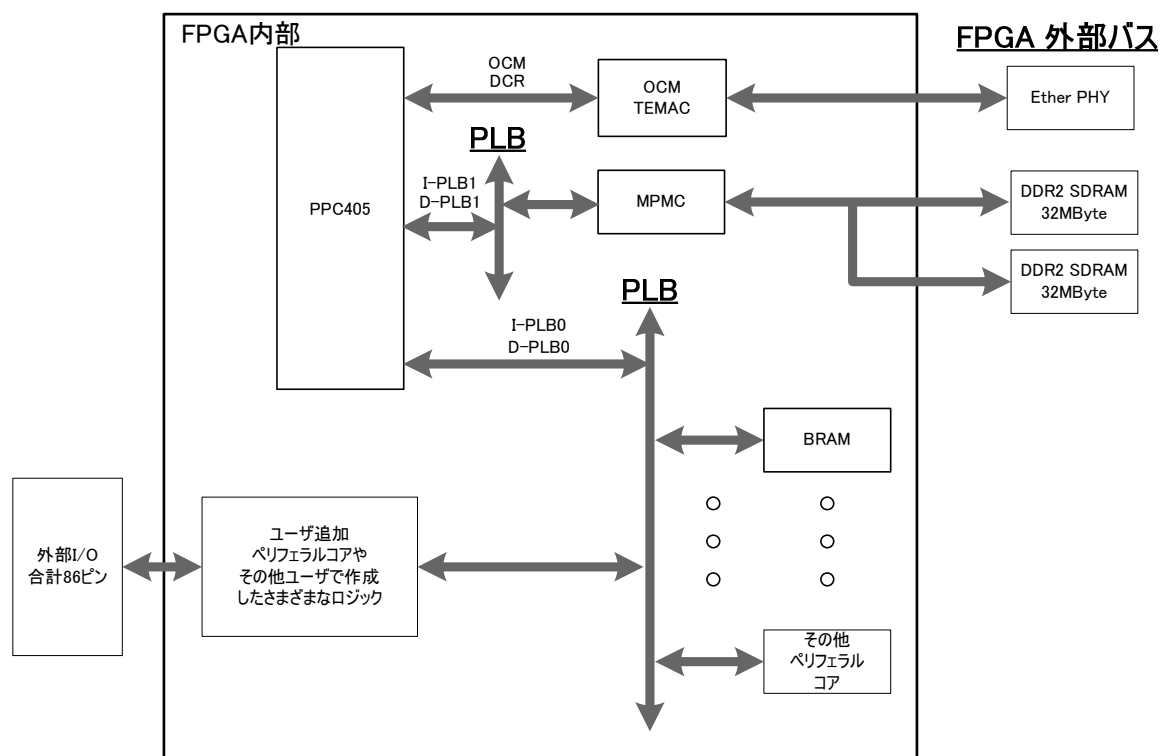 FPGA内部
FPGA 外部バス
OCM
DCR
OCM
TEMAC
Ether PHY
PLB
I-PLB1
D-PLB1
PPC405
MPMC
DDR2 SDRAM
32MByte
DDR2 SDRAM
32MByte
PLB
I-PLB0
D-PLB0
BRAM
外部I/O
合計86ピン
ユーザ追加
ペリフェラルコアや
その他ユーザで作成
したさまざまなロジック
その他
ペリフェラル
コア